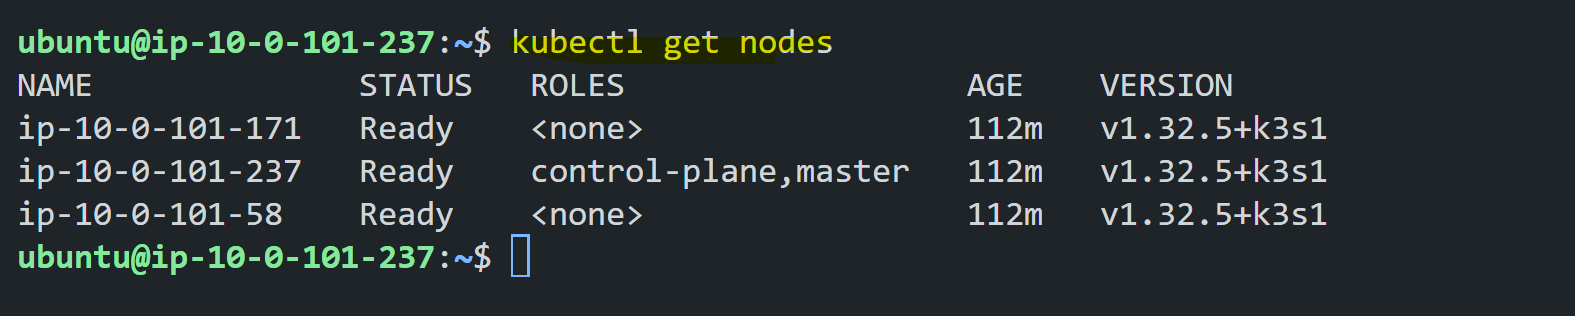 ubuntu@ip-10-0-101-237:~$ kubectl get nodes
NAME              STATUS   ROLES                  AGE    VERSION
ip-10-0-101-171   Ready    <none>                 112m   v1.32.5+k3s1
ip-10-0-101-237   Ready    control-plane,master   112m   v1.32.5+k3s1
ip-10-0-101-58    Ready    <none>                 112m   v1.32.5+k3s1
ubuntu@ip-10-0-101-237:~$